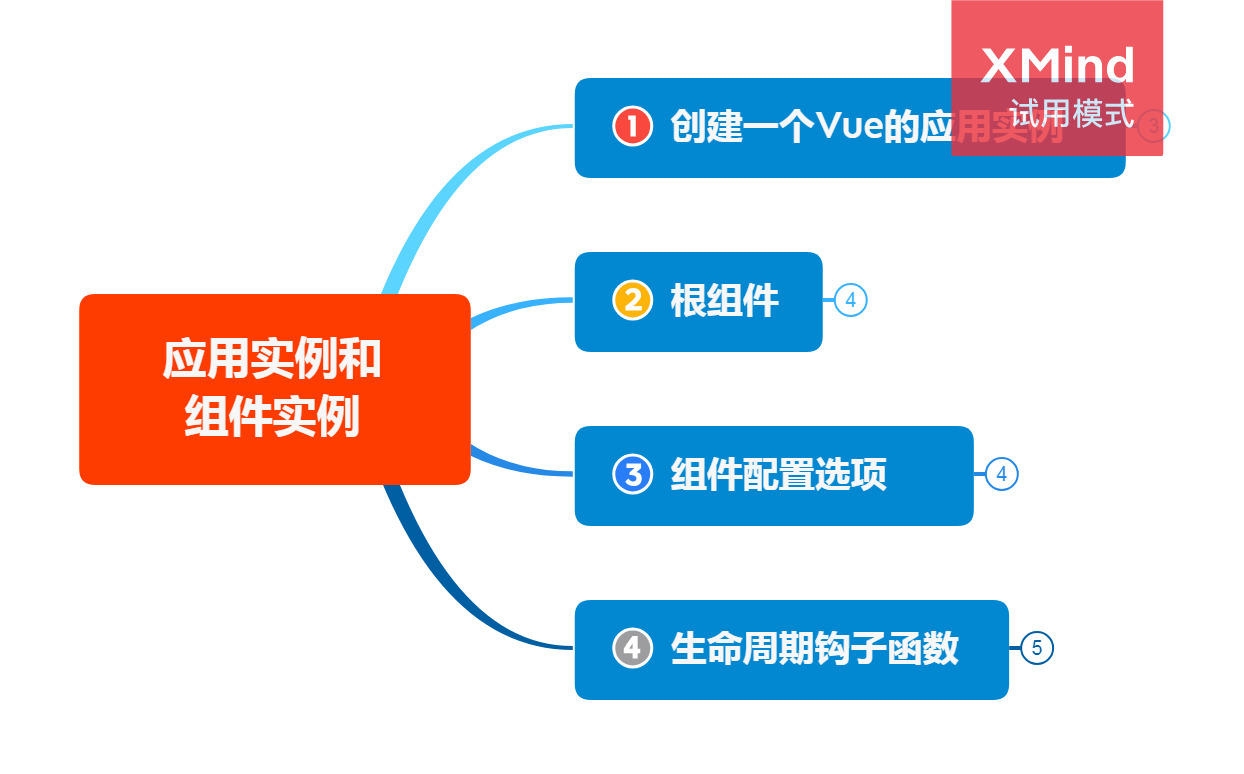 XMind
试用模式
1 创建一个Vue的应用实例 3
应用实例和
组件实例
2 根组件 4
3 组件配置选项 4
4 生命周期钩子函数 5